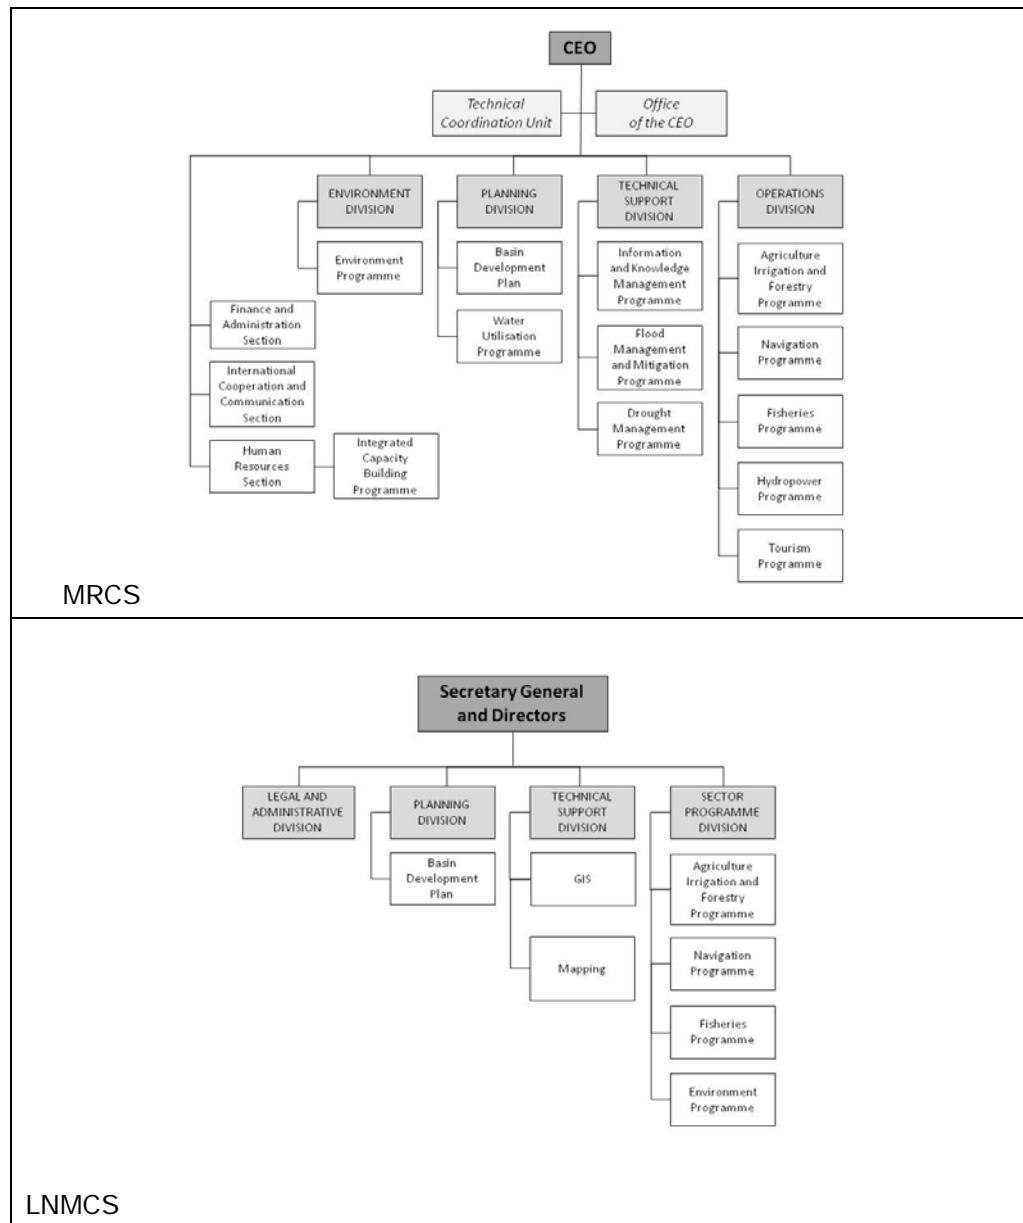 CEO
Technical
Coordination Unit
Office
of the CEO
ENVIRONMENT
DIVISION
PLANNING
DIVISION
TECHNICAL
SUPPORT
DIVISION
OPERATIONS
DIVISION
Environment
Programme
Basin
Development
Plan
Information
and Knowledge
Management
Programme
Agriculture
Irrigation and
Forestry
Programme
Finance and
Administration
Section
Water
Utilisation
Programme
Flood
Management
and Mitigation
Programme
Navigation
Programme
International
Cooperation and
Communication
Section
Drought
Management
Programme
Fisheries
Programme
Human
Resources
Section
Integrated
Capacity
Building
Programme
Hydropower
Programme
Tourism
Programme
MRCS
Secretary General
and Directors
LEGAL AND
ADMINISTRATIVE
DIVISION
PLANNING
DIVISION
TECHNICAL
SUPPORT
DIVISION
SECTOR
PROGRAMME
DIVISION
Basin
Development
Plan
GIS
Agriculture
Irrigation and
Forestry
Programme
Mapping
Navigation
Programme
Fisheries
Programme
Environment
Programme
LNMCS